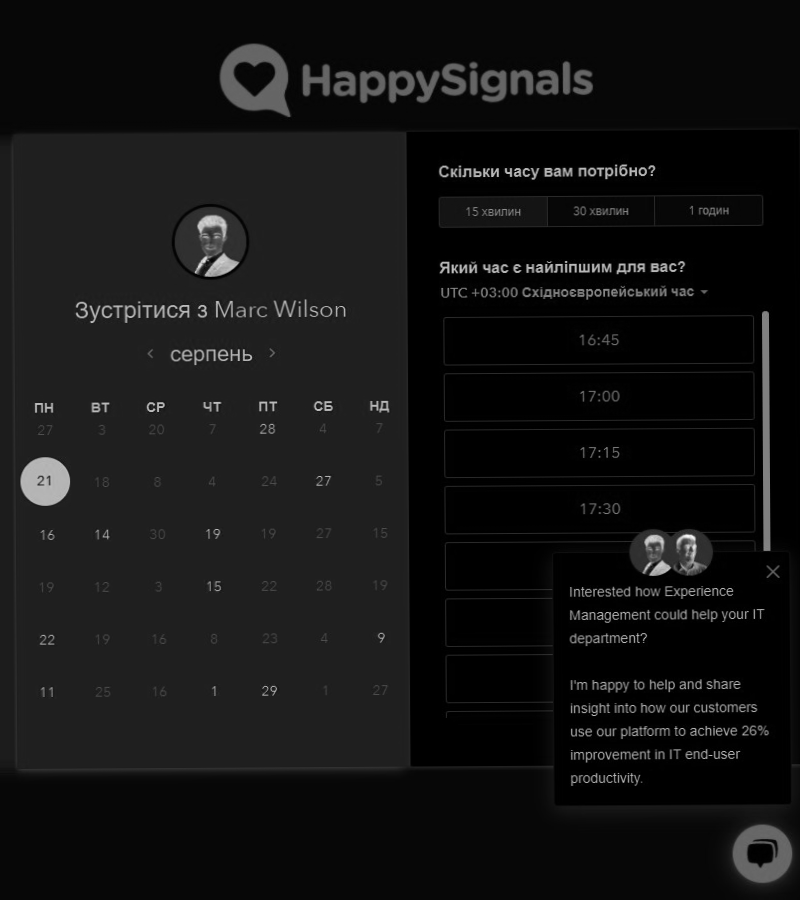 HappySignals
Зустрітися з Marc Wilson
серпень
ПН ВТ СР ЧТ ПТ СБ НД
27 3 20 7 28 4 7
21 18 8 4 24 27 5
16 14 30 19 19 27 15
19 12 3 15 22 28 19
22 19 16 8 23 4 9
11 25 16 1 29 1 27
Скільки часу вам потрібно?
15 хвилин 30 хвилин 1 годин
Який час є найліпшим для вас?
UTC +03:00 Східноєвропейський час
16:45
17:00
17:15
17:30
Interested how Experience
Management could help your IT
department?
I'm happy to help and share
insight into how our customers
use our platform to achieve 26%
improvement in IT end-user
productivity.